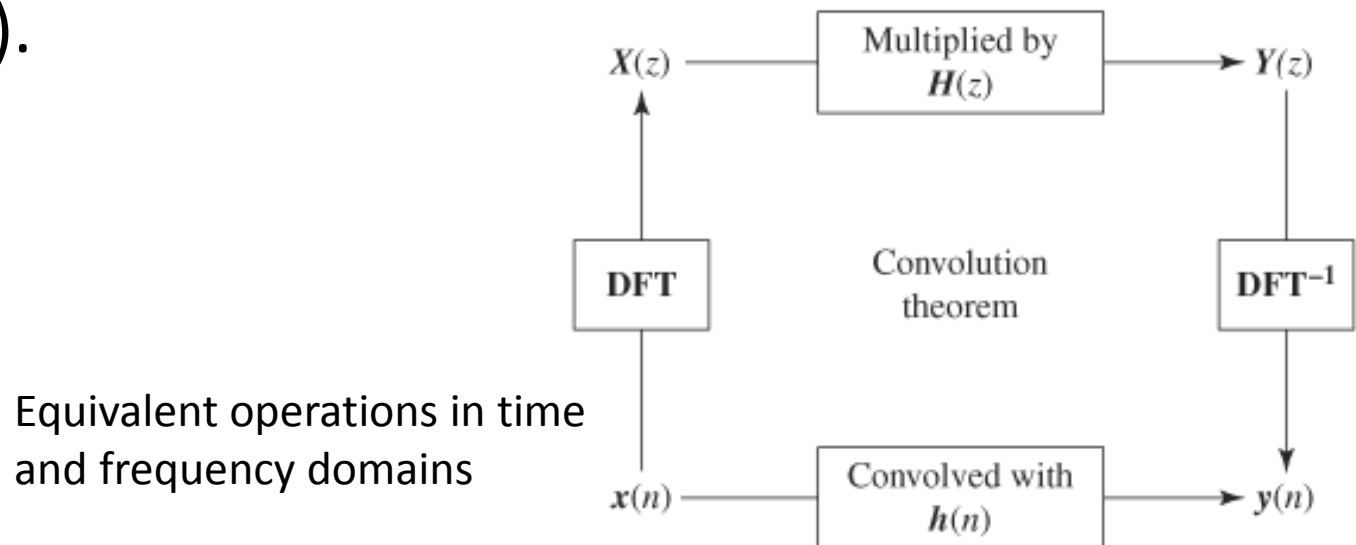 ).
X(z)
Multiplied by
H(z)
Y(z)
DFT
Convolution
theorem
DFT⁻¹
Equivalent operations in time
and frequency domains
x(n)
Convolved with
h(n)
y(n)